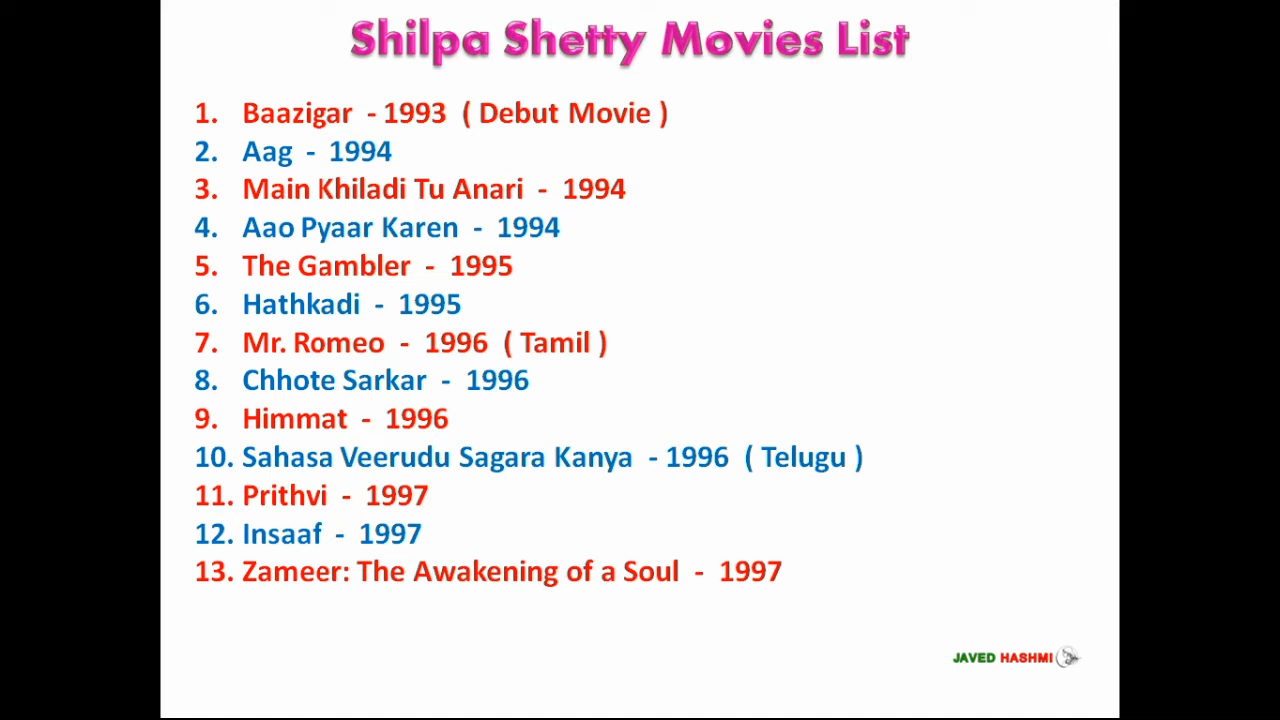 Shilpa Shetty Movies List
1. Baazigar - 1993 ( Debut Movie )
2. Aag - 1994
3. Main Khiladi Tu Anari - 1994
4. Aao Pyaar Karen - 1994
5. The Gambler - 1995
6. Hathkadi - 1995
7. Mr. Romeo - 1996 ( Tamil )
8. Chhote Sarkar - 1996
9. Himmat - 1996
10. Sahasa Veerudu Sagara Kanya - 1996 ( Telugu )
11. Prithvi - 1997
12. Insaaf - 1997
13. Zameer: The Awakening of a Soul - 1997
JAVED HASHMI